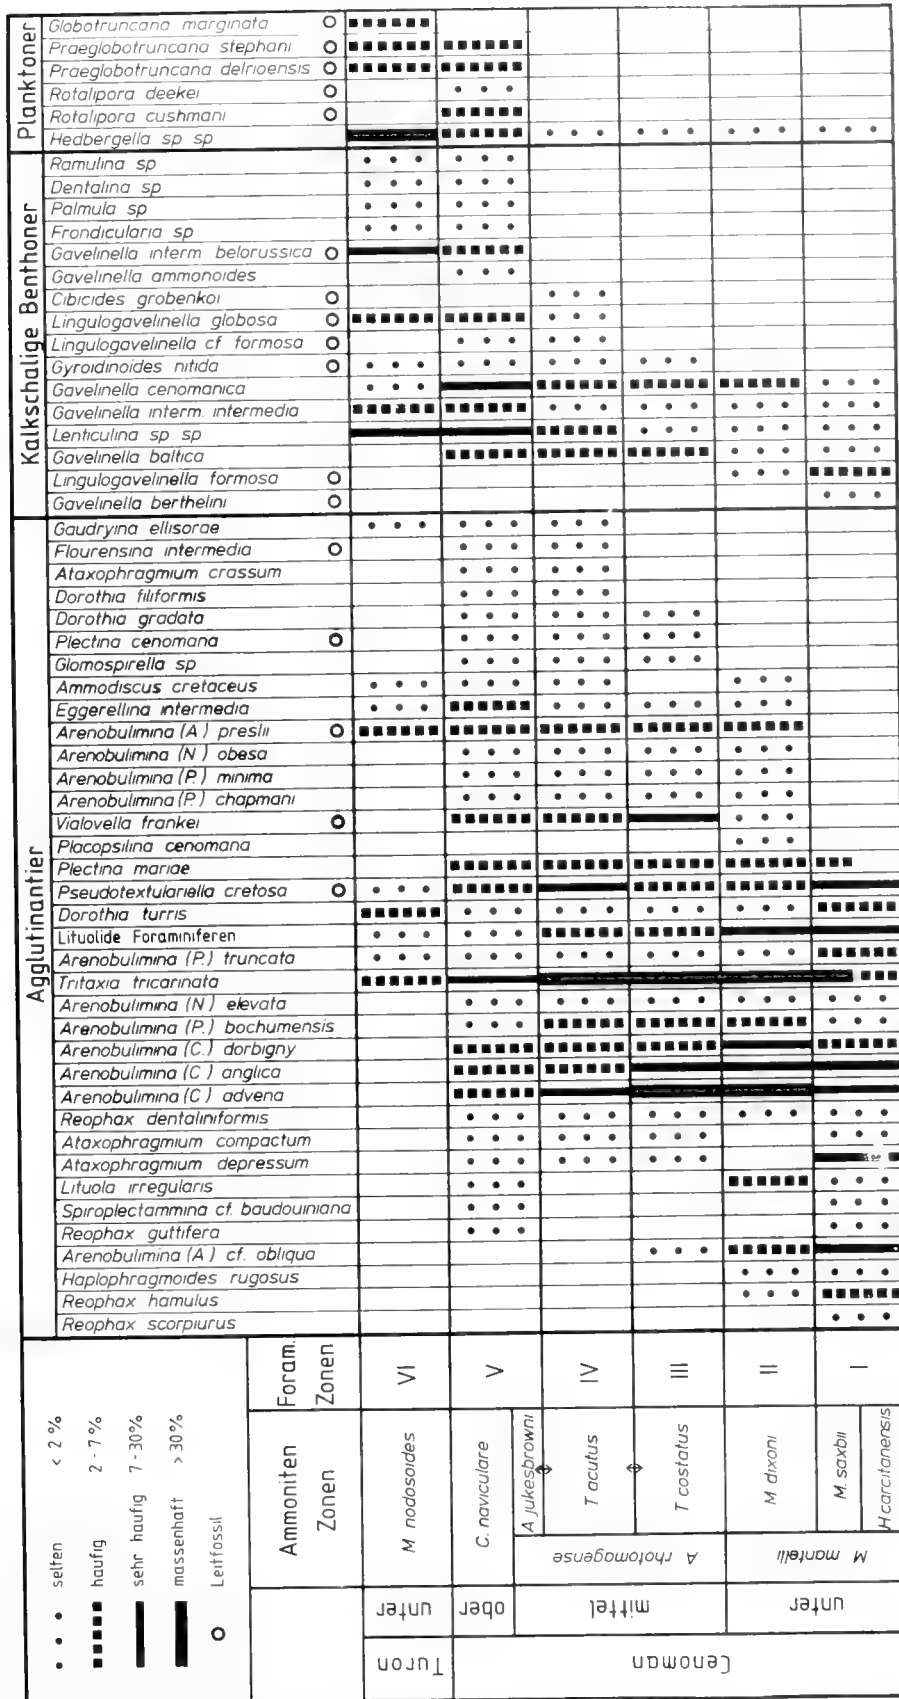 Planktoner
Globotruncana marginata
Praeglobotruncana stephani
Praeglobotruncana delrioensis
Rotalipora deekei
Rotalipora cushmani
Hedbergella sp sp
Kalkschalige Benthoner
Ramulina sp
Dentalina sp
Palmula sp
Frondicularia sp
Gavelinella interm belorussica
Gavelinella ammonoides
Cibicides grobenkoi
Lingulogavelinella globosa
Lingulogavelinella cf formosa
Gyroidinoides nitida
Gavelinella cenomanica
Gavelinella interm. intermedia
Lenticulina sp sp
Gavelinella baltica
Lingulogavelinella formosa
Gavelinella berthelini
Agglutinantier
Gaudryina ellisorae
Flourensina intermedia
Ataxophragmium crassum
Dorothia filiformis
Dorothia gradata
Plectina cenomana
Glomospirella sp
Ammodiscus cretaceus
Eggerellina intermedia
Arenobulimina (A) preslii
Arenobulimina (N) obesa
Arenobulimina (P.) minima
Arenobulimina (P.) chapmani
Vialovella frankei
Placopsilina cenomana
Plectina mariae
Pseudotextulariella cretosa
Dorothia turris
Lituolide Foraminiferen
Arenobulimina (P.) truncata
Tritaxia tricarinata
Arenobulimina (N) elevata
Arenobulimina (P.) bochumensis
Arenobulimina (C.) dorbigny
Arenobulimina (C) anglica
Arenobulimina (C) advena
Reophax dentaliniformis
Ataxophragmium compactum
Ataxophragmium depressum
Lituola irregularis
Spiroplectammina cf. baudouiniana
Reophax guttifera
Arenobulimina (A) cf. obliqua
Haplophragmoides rugosus
Reophax hamulus
Reophax scorpiurus
selten < 2 %
haufig 2 - 7 %
sehr haufig 7 - 30%
massenhaft > 30%
Leitfossil
Foram. Zonen
VI
V
IV
III
II
I
Ammoniten Zonen
M nodosoides
C. naviculare
A jukesbrowni
T acutus
T costatus
M dixoni
M. saxbii
H carcitanensis
A rhotomagense
M mantelli
unter
ober
mittel
unter
Turon
Cenoman